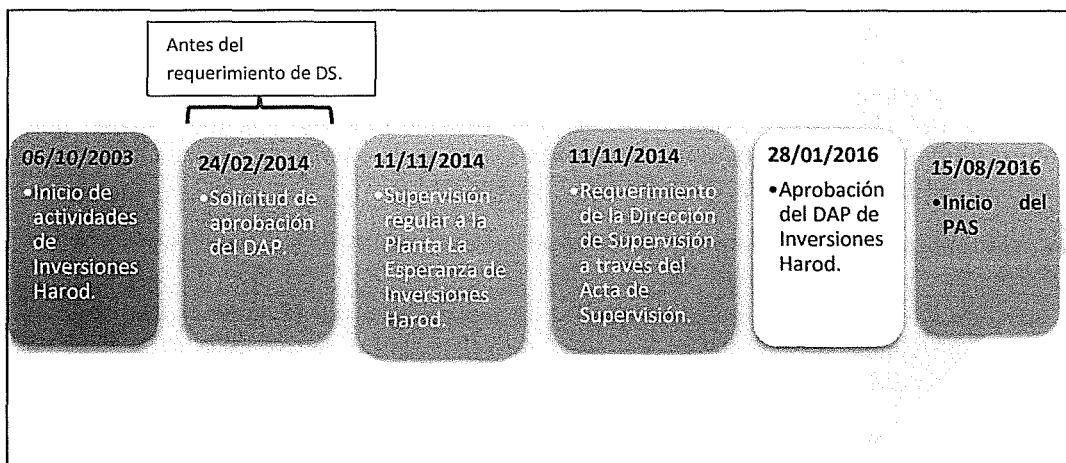 Antes del
requerimiento de DS.
06/10/2003
•Inicio de
actividades
de
Inversiones
Harod.
24/02/2014
•Solicitud de
aprobación
del DAP.
11/11/2014
•Supervisión
regular a la
Planta La
Esperanza de
Inversiones
Harod.
11/11/2014
•Requerimiento
de la Dirección
de Supervisión
a través del
Acta de
Supervisión.
28/01/2016
•Aprobación
del DAP de
Inversiones
Harod.
15/08/2016
•Inicio del
PAS